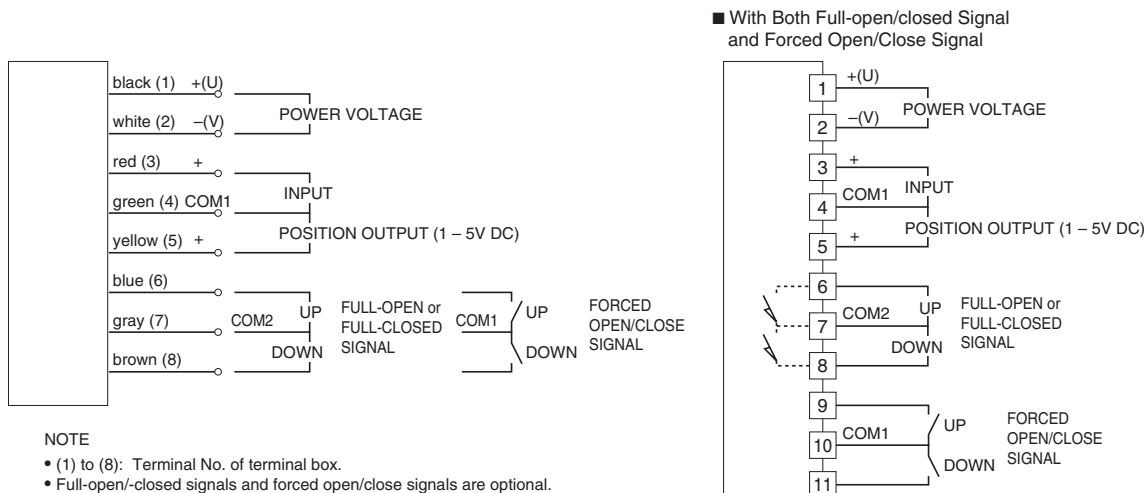 ■ With Both Full-open/closed Signal
and Forced Open/Close Signal
black (1) +(U)
POWER VOLTAGE
white (2) –(V)
red (3) +
INPUT
green (4) COM1
POSITION OUTPUT (1 – 5V DC)
yellow (5) +
blue (6)
UP
gray (7) COM2
DOWN
brown (8)
FULL-OPEN or
FULL-CLOSED
SIGNAL
COM1
UP
DOWN
FORCED
OPEN/CLOSE
SIGNAL
NOTE
• (1) to (8): Terminal No. of terminal box.
• Full-open/-closed signals and forced open/close signals are optional.
1 +(U)
POWER VOLTAGE
2 –(V)
3 +
INPUT
4 COM1
POSITION OUTPUT (1 – 5V DC)
5 +
6
UP
7 COM2
DOWN
8
FULL-OPEN or
FULL-CLOSED
SIGNAL
9
UP
10 COM1
DOWN
11
FORCED
OPEN/CLOSE
SIGNAL